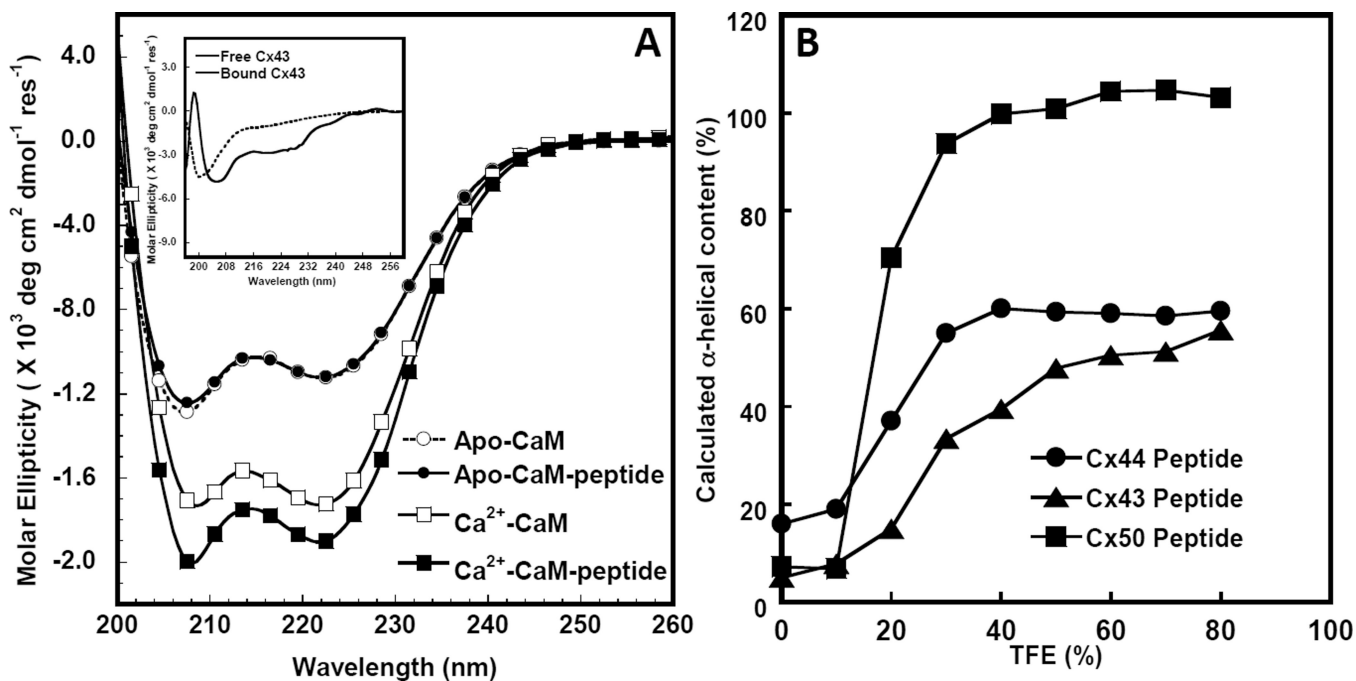 A
Molar Ellipticity ( X 10³ deg cm² dmol⁻¹ res⁻¹)
4.0
0.0
-4.0
-8.0
-1.2
-1.6
-2.0
200 210 220 230 240 250 260
Wavelength (nm)
Apo-CaM
Apo-CaM-peptide
Ca²⁺-CaM
Ca²⁺-CaM-peptide
Free Cx43
Bound Cx43
Molar Ellipticity ( X 10³ deg cm² dmol⁻¹ res⁻¹)
3.0
0.0
-3.0
-6.0
-9.0
200 208 216 224 232 240 248 256
Wavelength (nm)
B
Calculated α-helical content (%)
120
100
80
60
40
20
0
0 20 40 60 80 100
TFE (%)
Cx44 Peptide
Cx43 Peptide
Cx50 Peptide